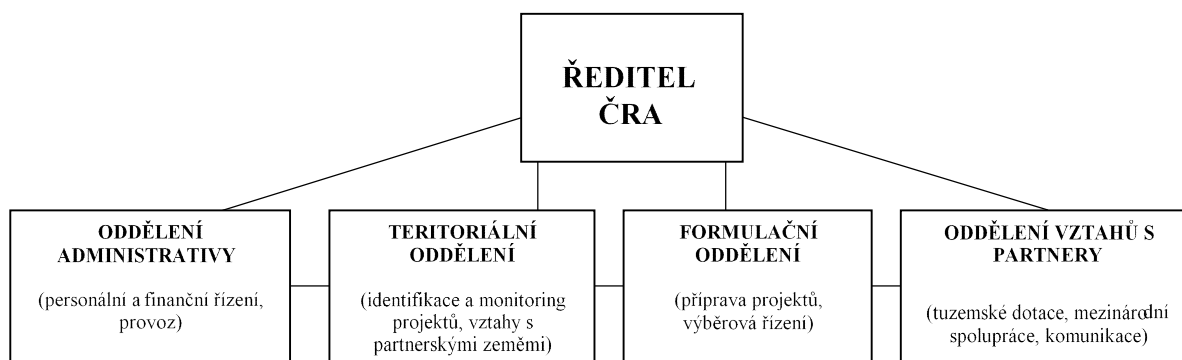 ŘEDITEL
ČRA
ODDĚLENÍ
ADMINISTRATIVY
(personální a finanční řízení,
provoz)
TERITORIÁLNÍ
ODDĚLENÍ
(identifikace a monitoring
projektů, vztahy s
partnerskými zeměmi)
FORMULAČNÍ
ODDĚLENÍ
(příprava projektů,
výběrová řízení)
ODDĚLENÍ VZTAHŮ S
PARTNERY
(tuzemské dotace, mezinárodní
spolupráce, komunikace)